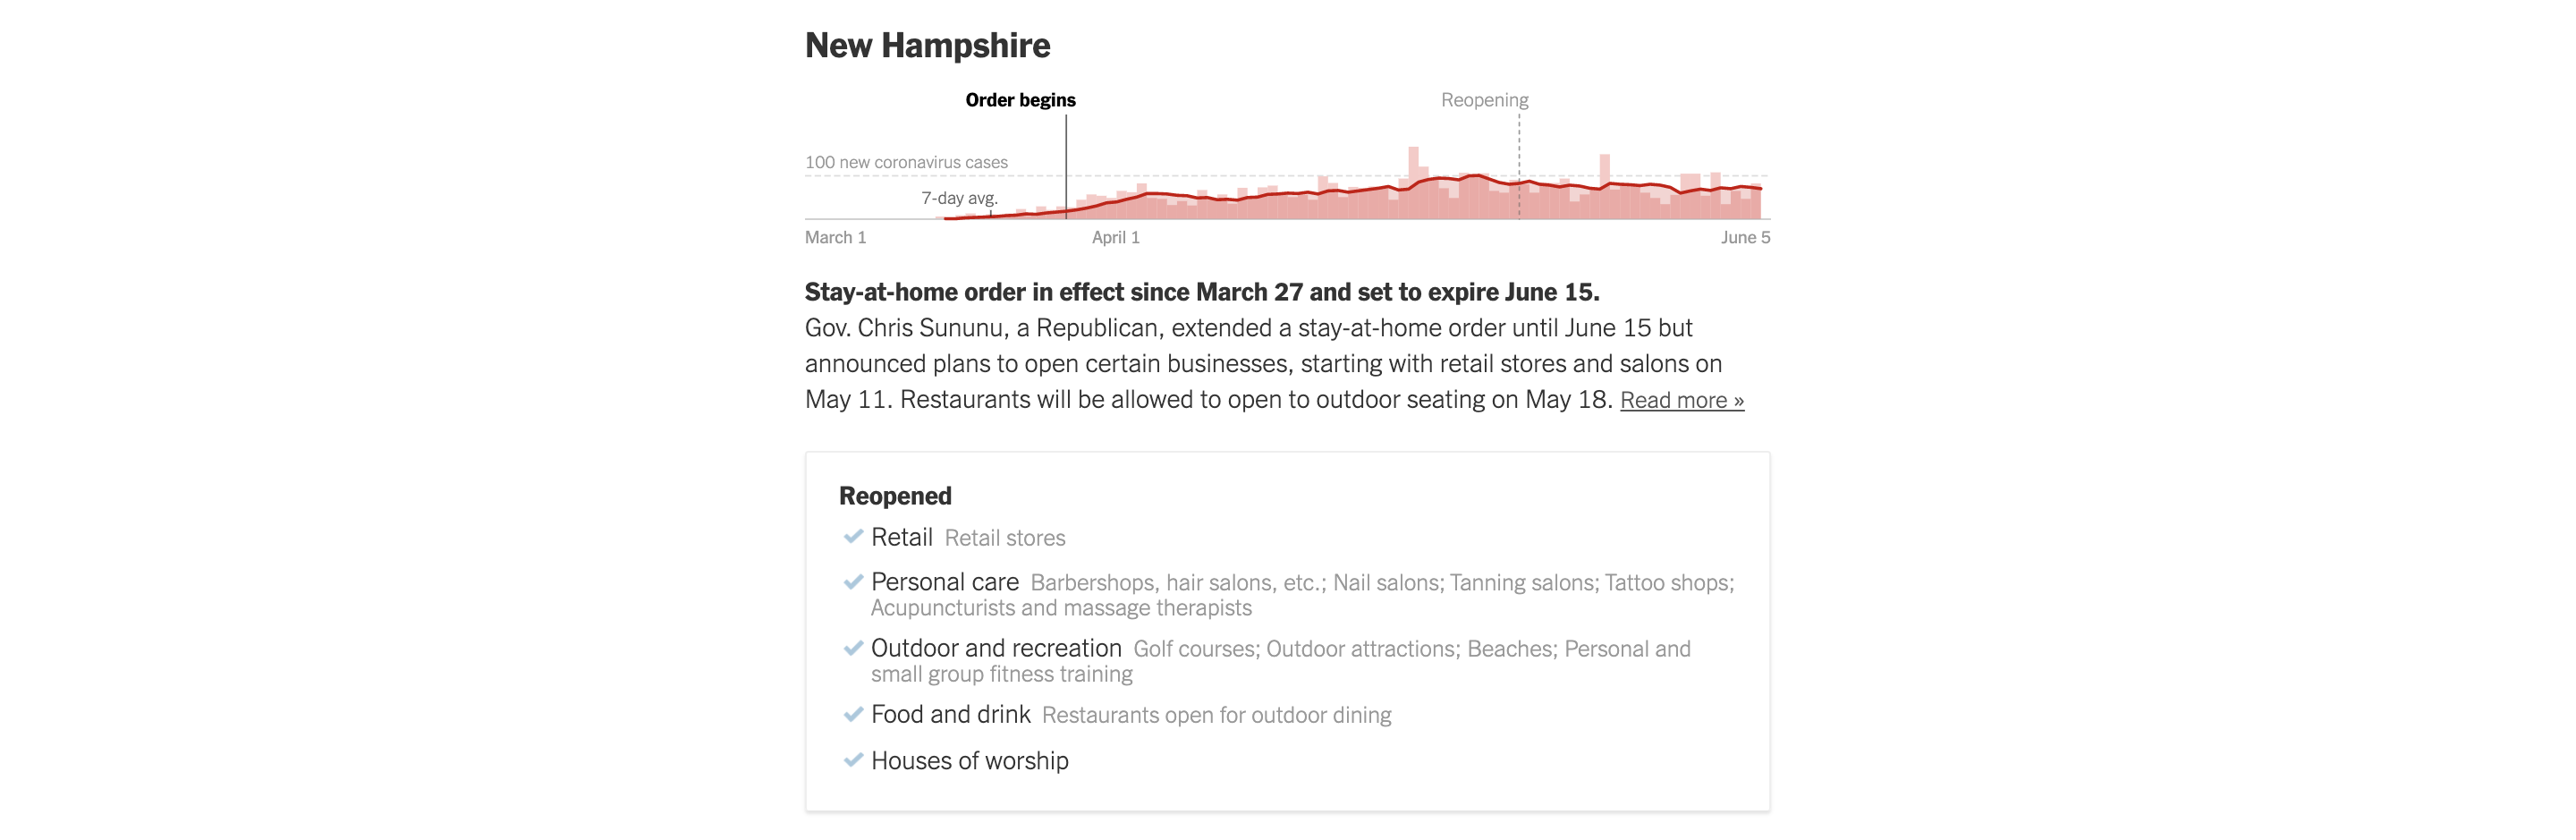 New Hampshire
Order begins
Reopening
100 new coronavirus cases
7-day avg.
March 1
April 1
June 5
Stay-at-home order in effect since March 27 and set to expire June 15.
Gov. Chris Sununu, a Republican, extended a stay-at-home order until June 15 but
announced plans to open certain businesses, starting with retail stores and salons on
May 11. Restaurants will be allowed to open to outdoor seating on May 18. Read more »
Reopened
Retail Retail stores
Personal care Barbershops, hair salons, etc.; Nail salons; Tanning salons; Tattoo shops;
Acupuncturists and massage therapists
Outdoor and recreation Golf courses; Outdoor attractions; Beaches; Personal and
small group fitness training
Food and drink Restaurants open for outdoor dining
Houses of worship